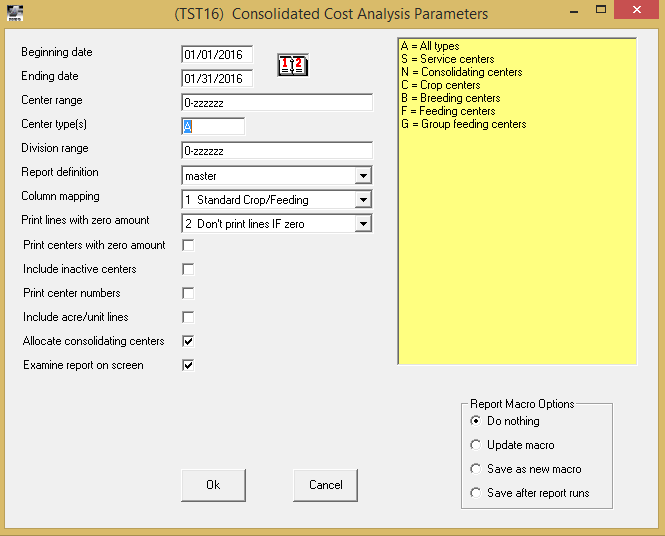 (TST16) Consolidated Cost Analysis Parameters
Beginning date 01/01/2016
Ending date 01/31/2016
Center range 0-zzzzzz
Center type(s) A
Division range 0-zzzzzz
Report definition master
Column mapping 1 Standard Crop/Feeding
Print lines with zero amount 2 Don't print lines IF zero
Print centers with zero amount
Include inactive centers
Print center numbers
Include acre/unit lines
Allocate consolidating centers
Examine report on screen
1 2
A = All types
S = Service centers
N = Consolidating centers
C = Crop centers
B = Breeding centers
F = Feeding centers
G = Group feeding centers
Report Macro Options
Do nothing
Update macro
Save as new macro
Save after report runs
Ok
Cancel